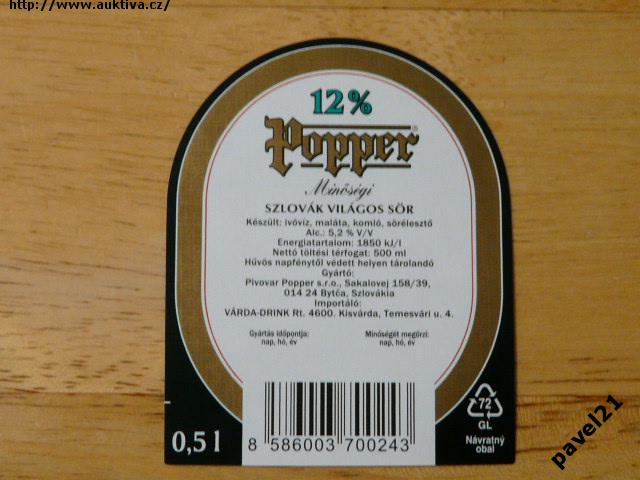 http://www.auktiva.cz/
12%
Popper®
Minőségi
SZLOVÁK VILÁGOS SÖR
Készült: ivóvíz, maláta, komló, sörélesztő
Alc.: 5,2 % V/V
Energiatartalom: 1850 kJ/l
Nettó töltési térfogat: 500 ml
Hűvös napfénytől védett helyen tárolandó
Gyártó:
Pivovar Popper s.r.o., Sakalovej 158/39,
014 24 Bytča, Szlovákia
Importáló:
VÁRDA-DRINK Rt. 4600. Kisvárda, Temesvári u. 4.
Gyártás időpontja:
nap, hó, év
Minőségét megőrzi:
nap, hó, év
0,5 l
8 586003 700243
72
GL
Návratný
obal
pavel21